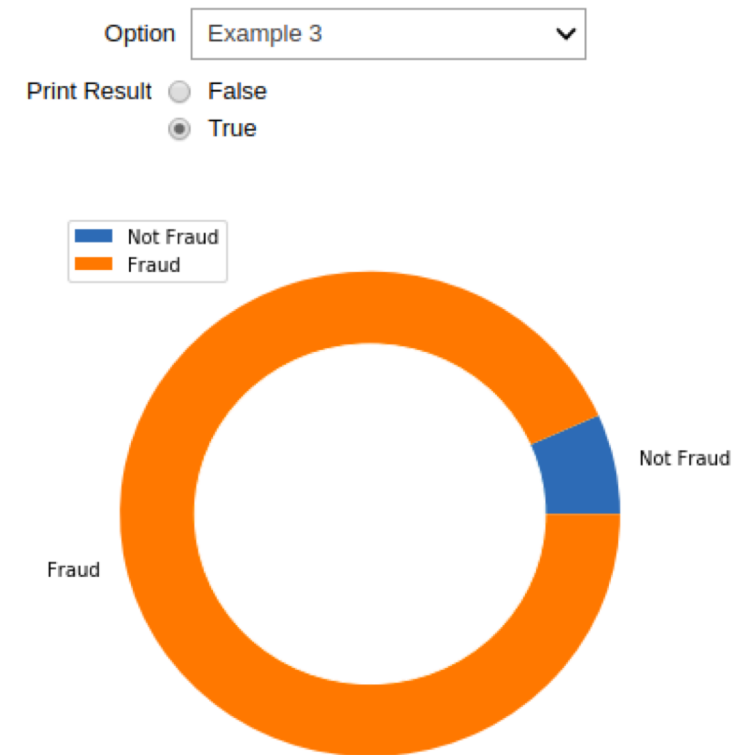 Option Example 3
Print Result False
True
Not Fraud
Fraud
Not Fraud
Fraud